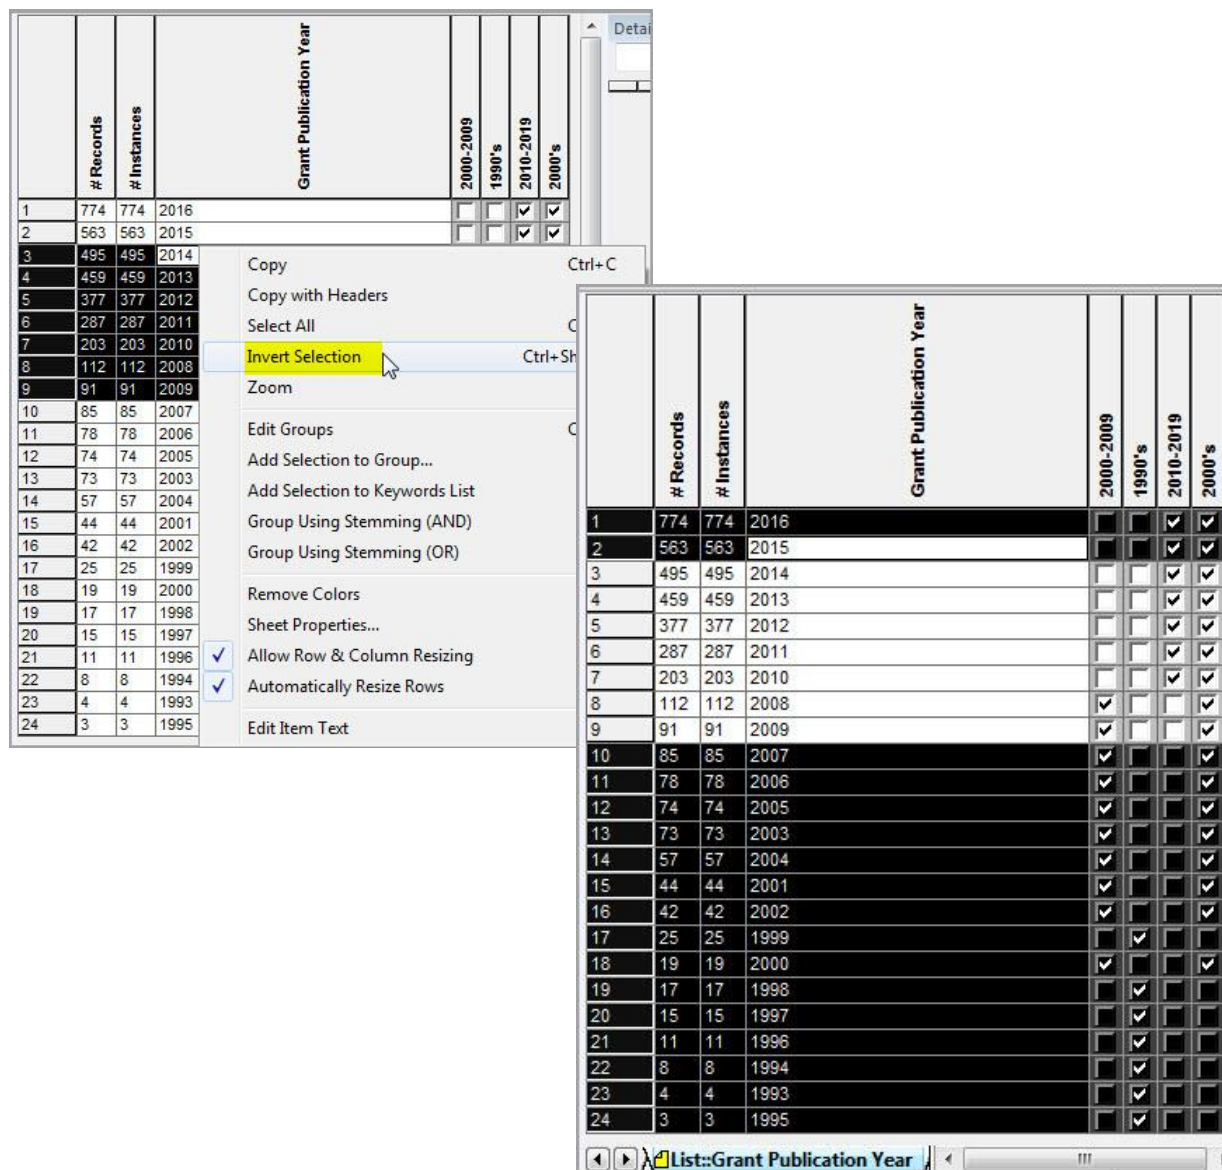 # Records # Instances Grant Publication Year 2000-2009 1990's 2010-2019 2000's
1 774 774 2016
2 563 563 2015
3 495 495 2014
4 459 459 2013
5 377 377 2012
6 287 287 2011
7 203 203 2010
8 112 112 2008
9 91 91 2009
10 85 85 2007
11 78 78 2006
12 74 74 2005
13 73 73 2003
14 57 57 2004
15 44 44 2001
16 42 42 2002
17 25 25 1999
18 19 19 2000
19 17 17 1998
20 15 15 1997
21 11 11 1996
22 8 8 1994
23 4 4 1993
24 3 3 1995
Detai
Copy Ctrl+C
Copy with Headers
Select All C
Invert Selection Ctrl+Sh
Zoom
Edit Groups C
Add Selection to Group...
Add Selection to Keywords List
Group Using Stemming (AND)
Group Using Stemming (OR)
Remove Colors
Sheet Properties...
Allow Row & Column Resizing
Automatically Resize Rows
Edit Item Text
# Records # Instances Grant Publication Year 2000-2009 1990's 2010-2019 2000's
1 774 774 2016
2 563 563 2015
3 495 495 2014
4 459 459 2013
5 377 377 2012
6 287 287 2011
7 203 203 2010
8 112 112 2008
9 91 91 2009
10 85 85 2007
11 78 78 2006
12 74 74 2005
13 73 73 2003
14 57 57 2004
15 44 44 2001
16 42 42 2002
17 25 25 1999
18 19 19 2000
19 17 17 1998
20 15 15 1997
21 11 11 1996
22 8 8 1994
23 4 4 1993
24 3 3 1995
List::Grant Publication Year